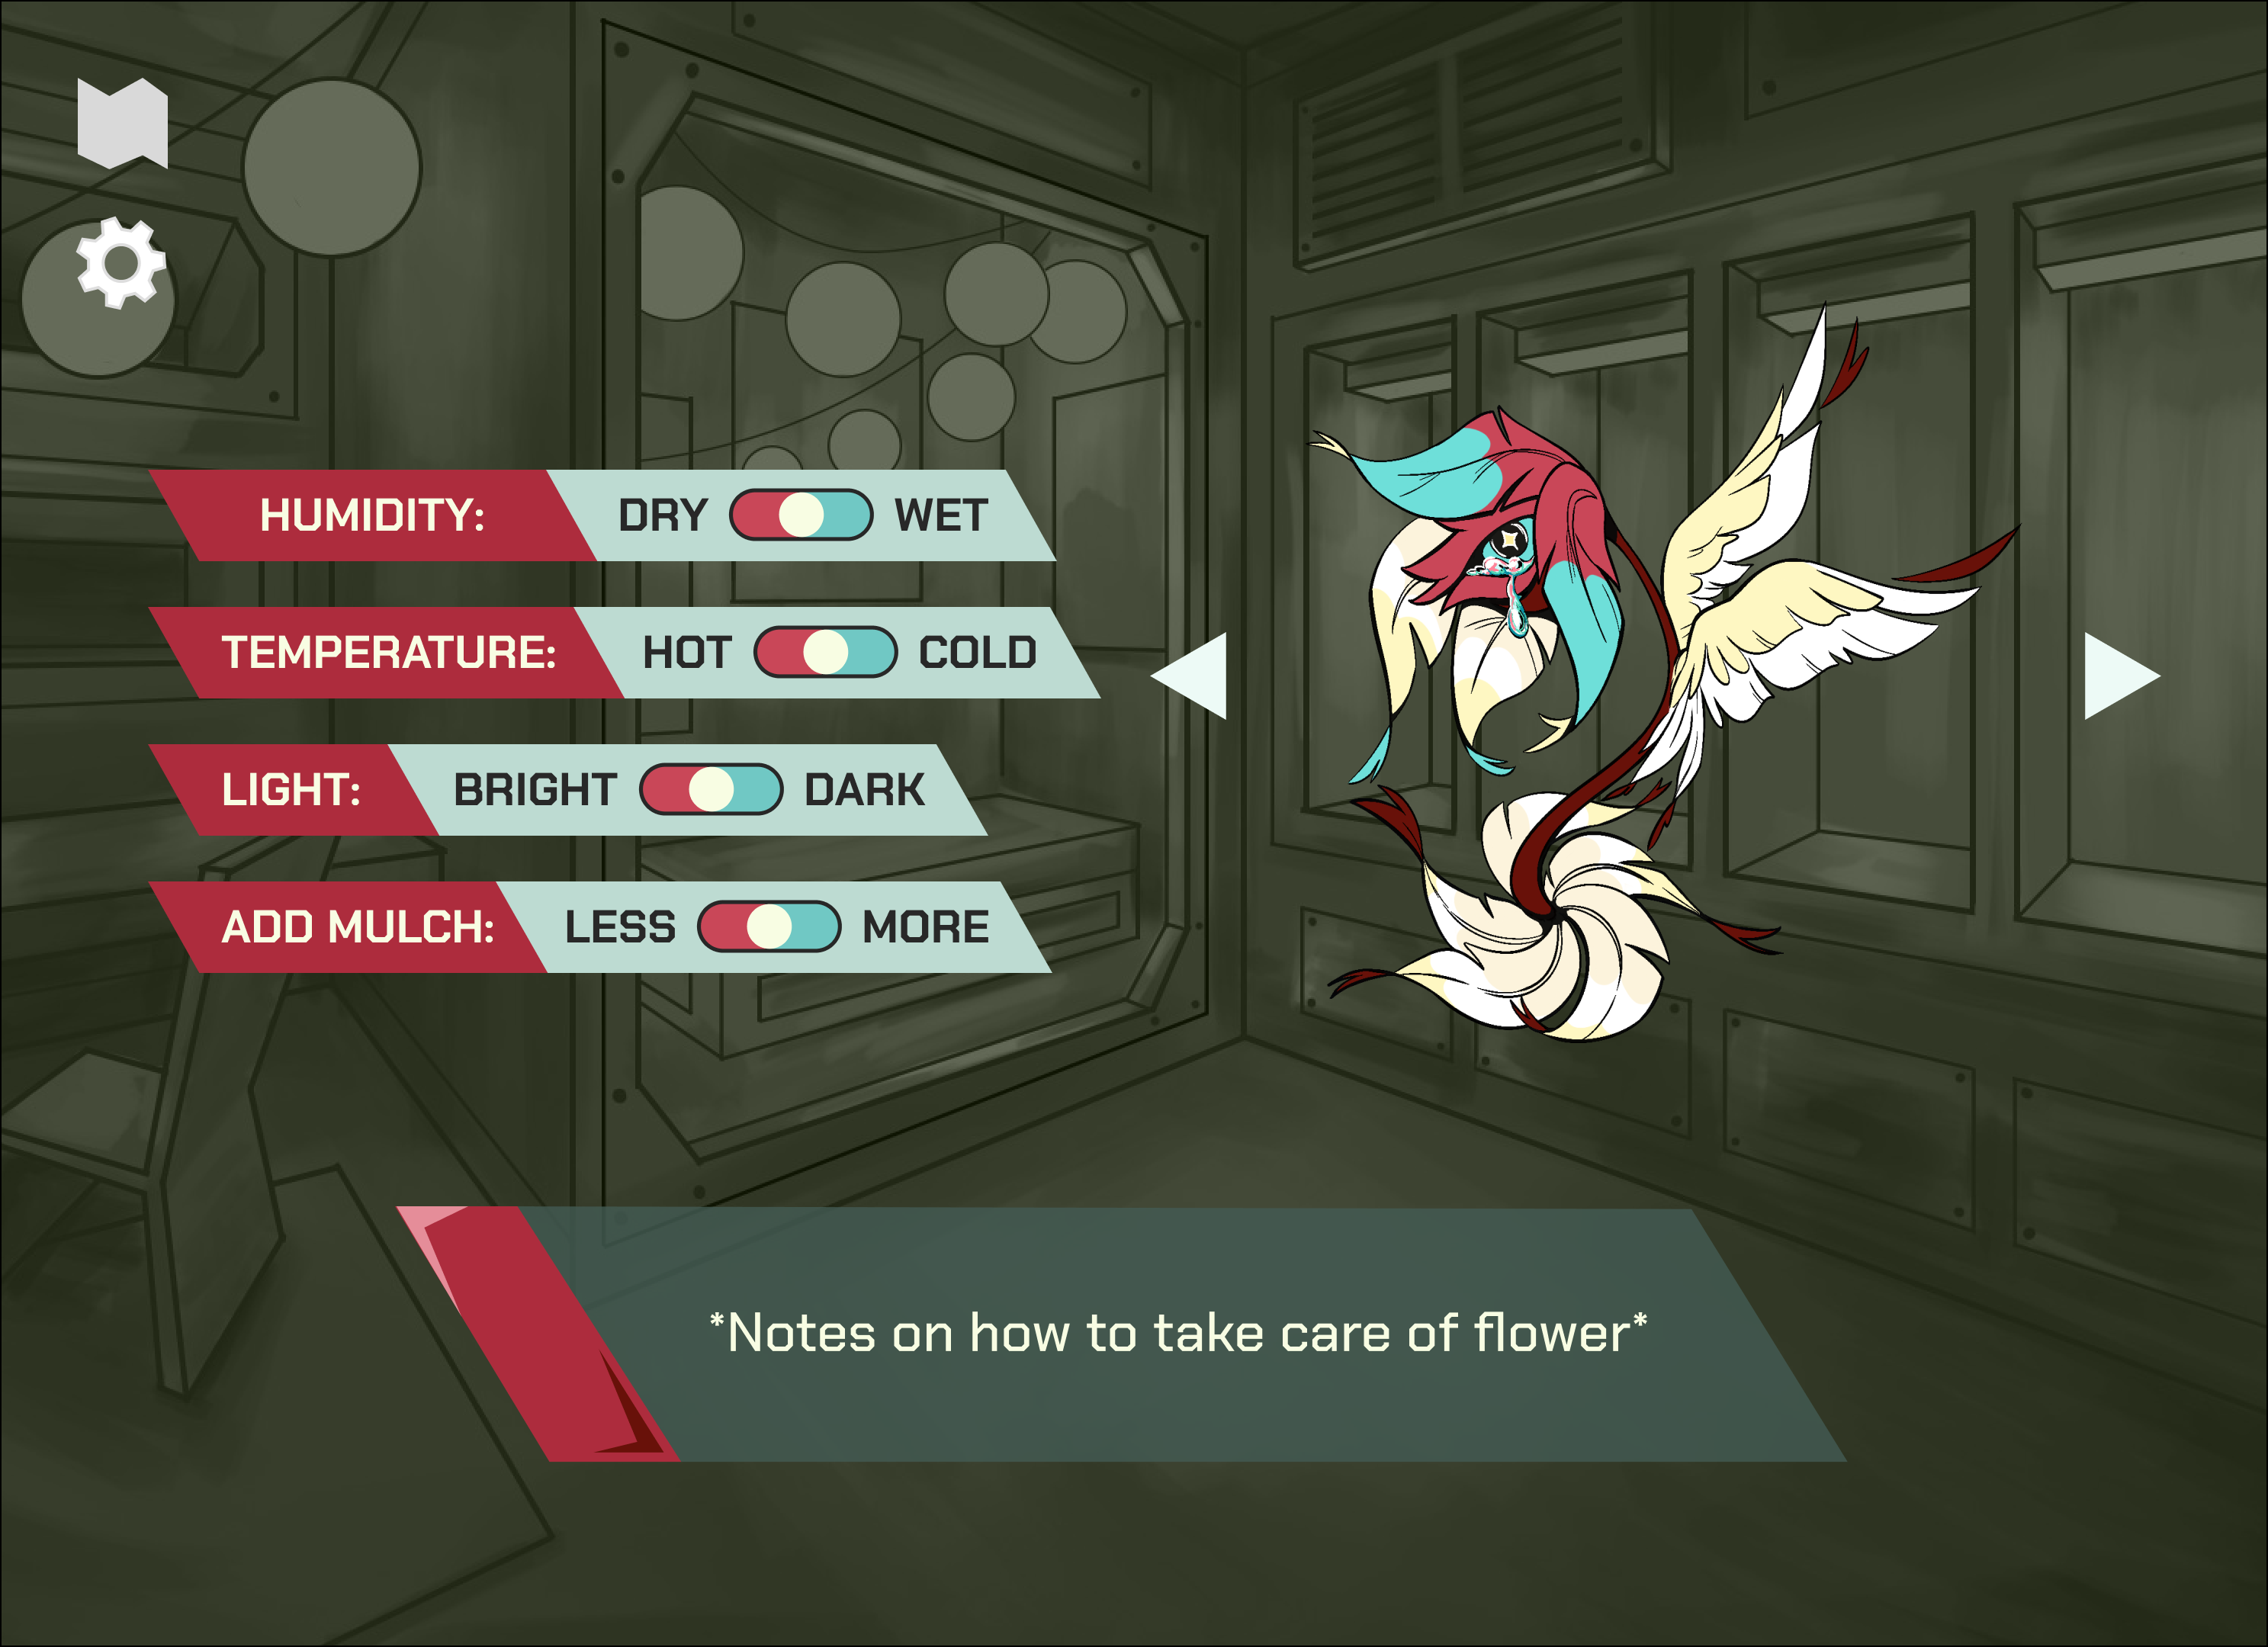 HUMIDITY: DRY WET
TEMPERATURE: HOT COLD
LIGHT: BRIGHT DARK
ADD MULCH: LESS MORE
*Notes on how to take care of flower*